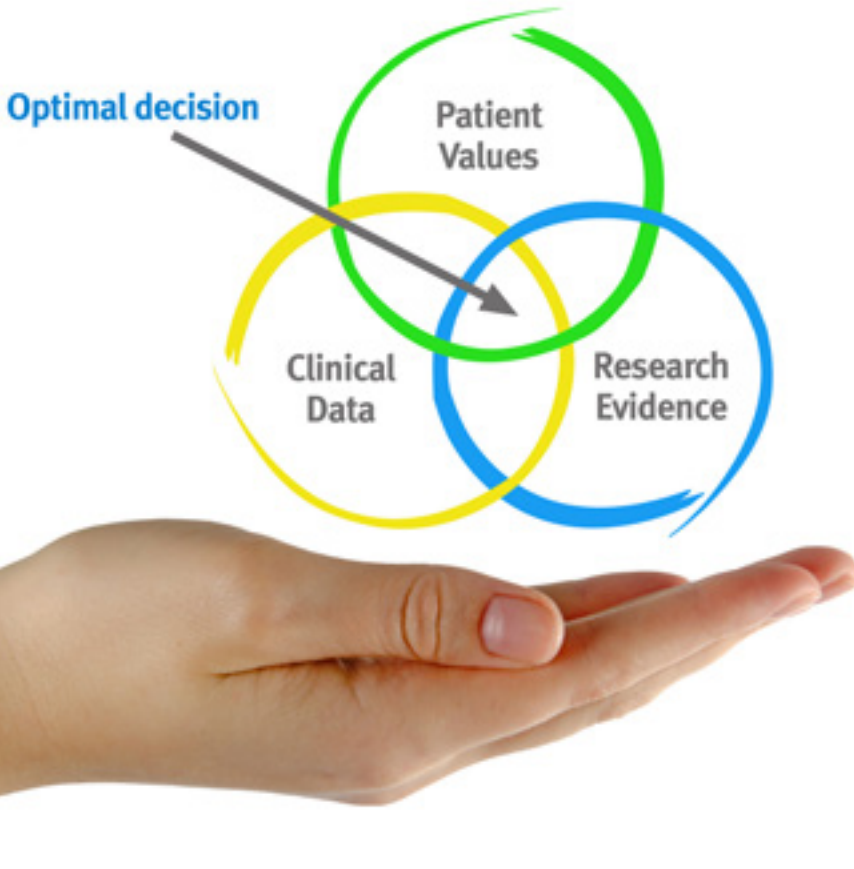 Optimal decision
Patient
Values
Clinical
Data
Research
Evidence